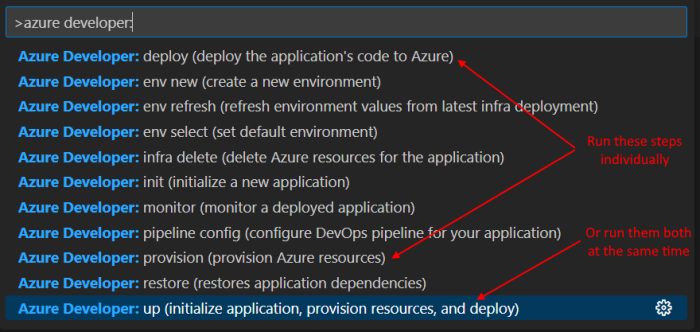 >azure developer:
Azure Developer: deploy (deploy the application's code to Azure)
Azure Developer: env new (create a new environment)
Azure Developer: env refresh (refresh environment values from latest infra deployment)
Azure Developer: env select (set default environment)
Azure Developer: infra delete (delete Azure resources for the application)
Azure Developer: init (initialize a new application)
Azure Developer: monitor (monitor a deployed application)
Azure Developer: pipeline config (configure DevOps pipeline for your application)
Azure Developer: provision (provision Azure resources)
Azure Developer: restore (restores application dependencies)
Azure Developer: up (initialize application, provision resources, and deploy)
Run these steps
individually
Or run them both
at the same time